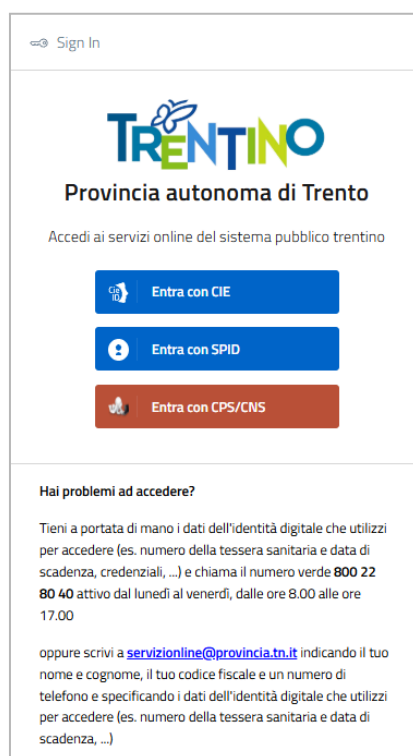 Sign In
TRENTINO
Provincia autonoma di Trento
Accedi ai servizi online del sistema pubblico trentino
Cie
ID
Entra con CIE
Entra con SPID
Entra con CPS/CNS
Hai problemi ad accedere?
Tieni a portata di mano i dati dell'identità digitale che utilizzi
per accedere (es. numero della tessera sanitaria e data di
scadenza, credenziali, ...) e chiama il numero verde 800 22
80 40 attivo dal lunedì al venerdì, dalle ore 8.00 alle ore
17.00
oppure scrivi a servizionline@provincia.tn.it indicando il tuo
nome e cognome, il tuo codice fiscale e un numero di
telefono e specificando i dati dell'identità digitale che utilizzi
per accedere (es. numero della tessera sanitaria e data di
scadenza, ...)